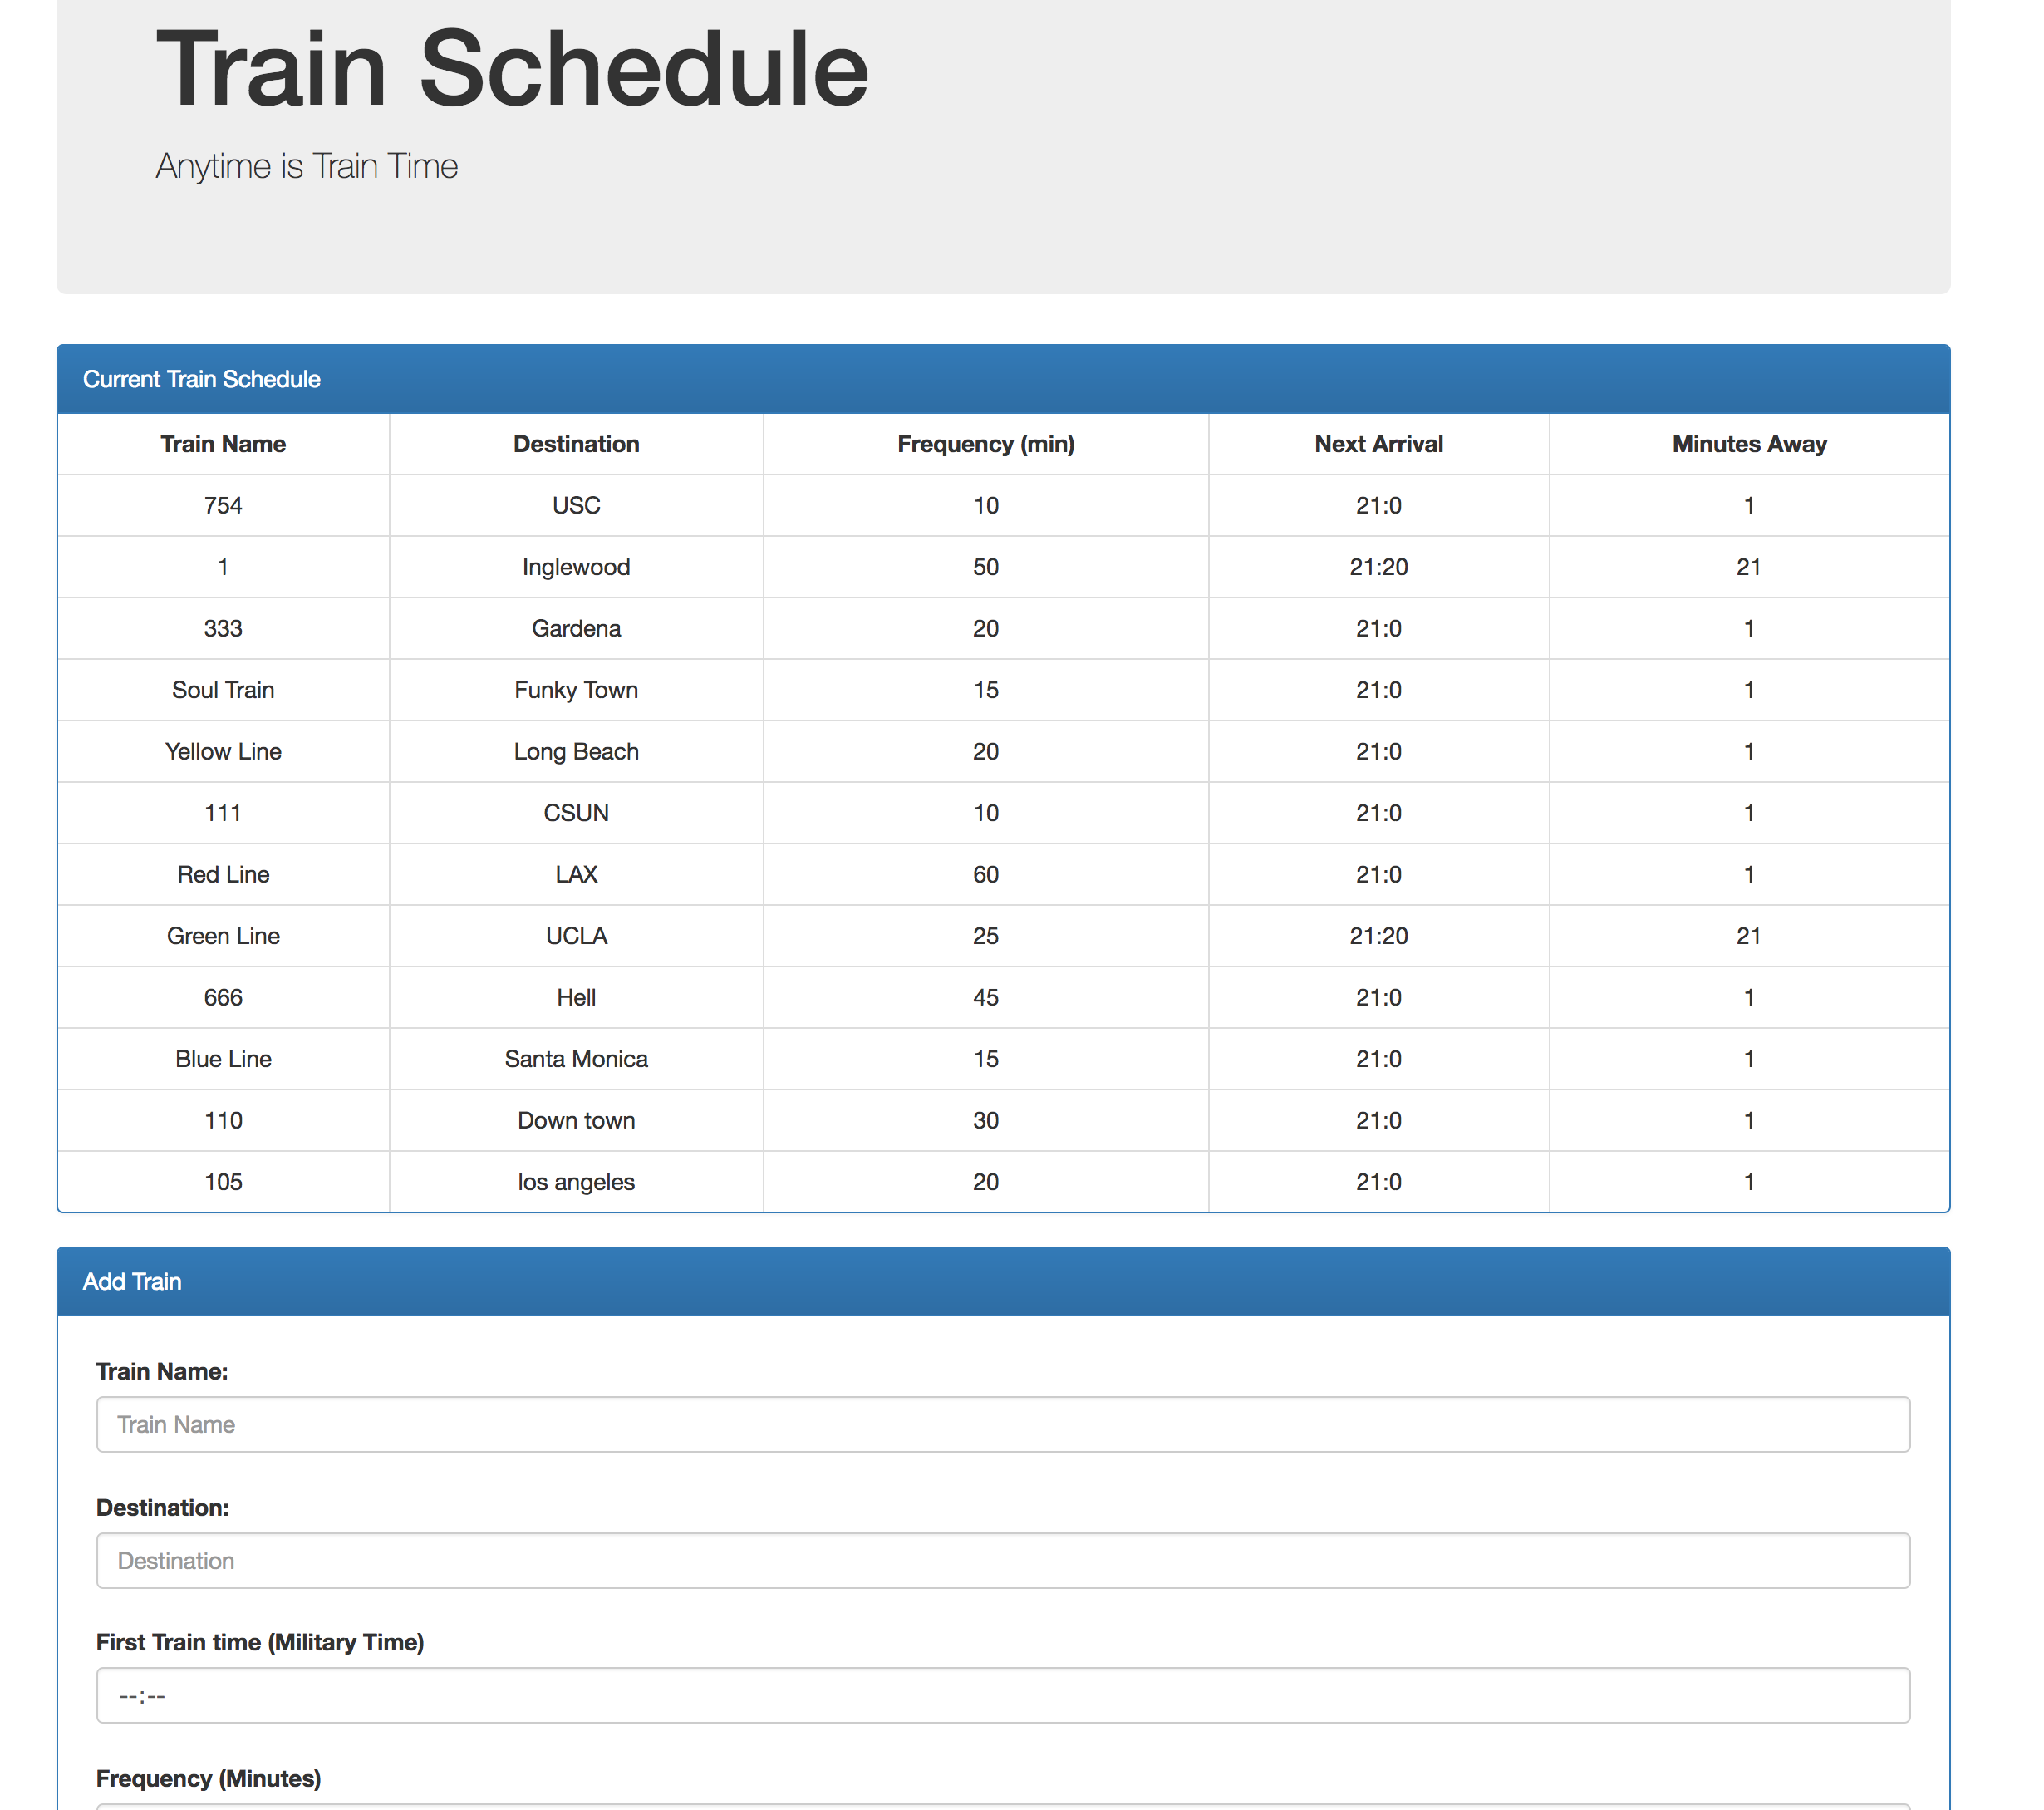 Train Schedule
Anytime is Train Time
Current Train Schedule
Train Name Destination Frequency (min) Next Arrival Minutes Away
754 USC 10 21:0 1
1 Inglewood 50 21:20 21
333 Gardena 20 21:0 1
Soul Train Funky Town 15 21:0 1
Yellow Line Long Beach 20 21:0 1
111 CSUN 10 21:0 1
Red Line LAX 60 21:0 1
Green Line UCLA 25 21:20 21
666 Hell 45 21:0 1
Blue Line Santa Monica 15 21:0 1
110 Down town 30 21:0 1
105 los angeles 20 21:0 1
Add Train
Train Name:
Train Name
Destination:
Destination
First Train time (Military Time)
--:--
Frequency (Minutes)